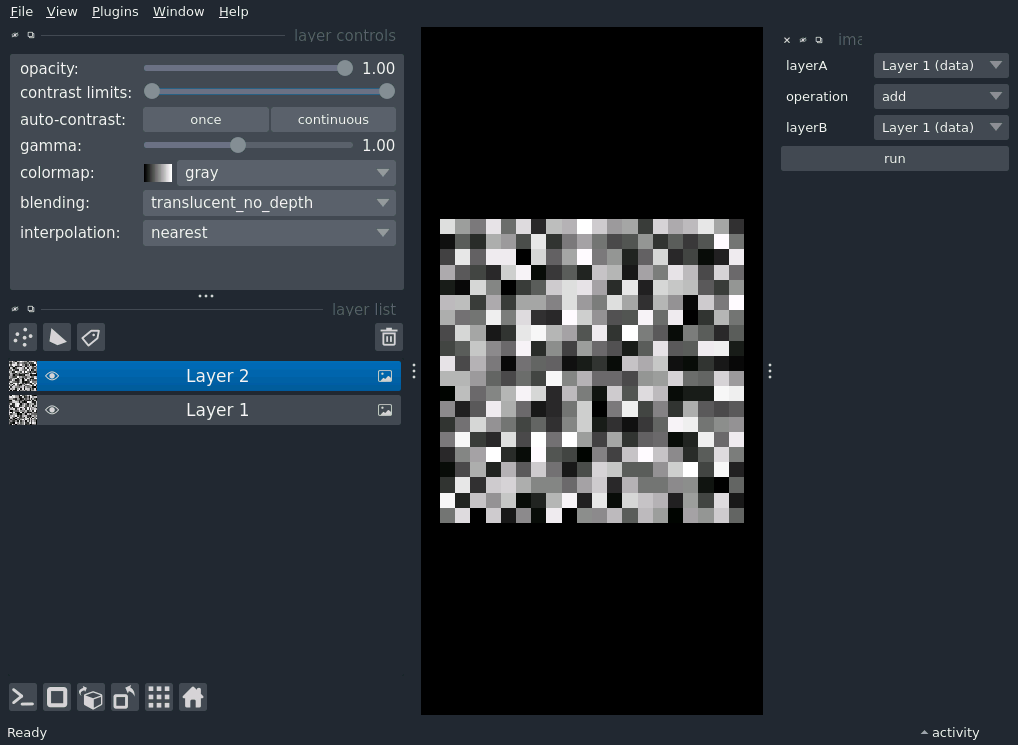 File View Plugins Window Help
layer controls
opacity: 1.00
contrast limits:
auto-contrast: once continuous
gamma: 1.00
colormap: gray
blending: translucent_no_depth
interpolation: nearest
layer list
Layer 2
Layer 1
ima
layerA Layer 1 (data)
operation add
layerB Layer 1 (data)
run
Ready
activity